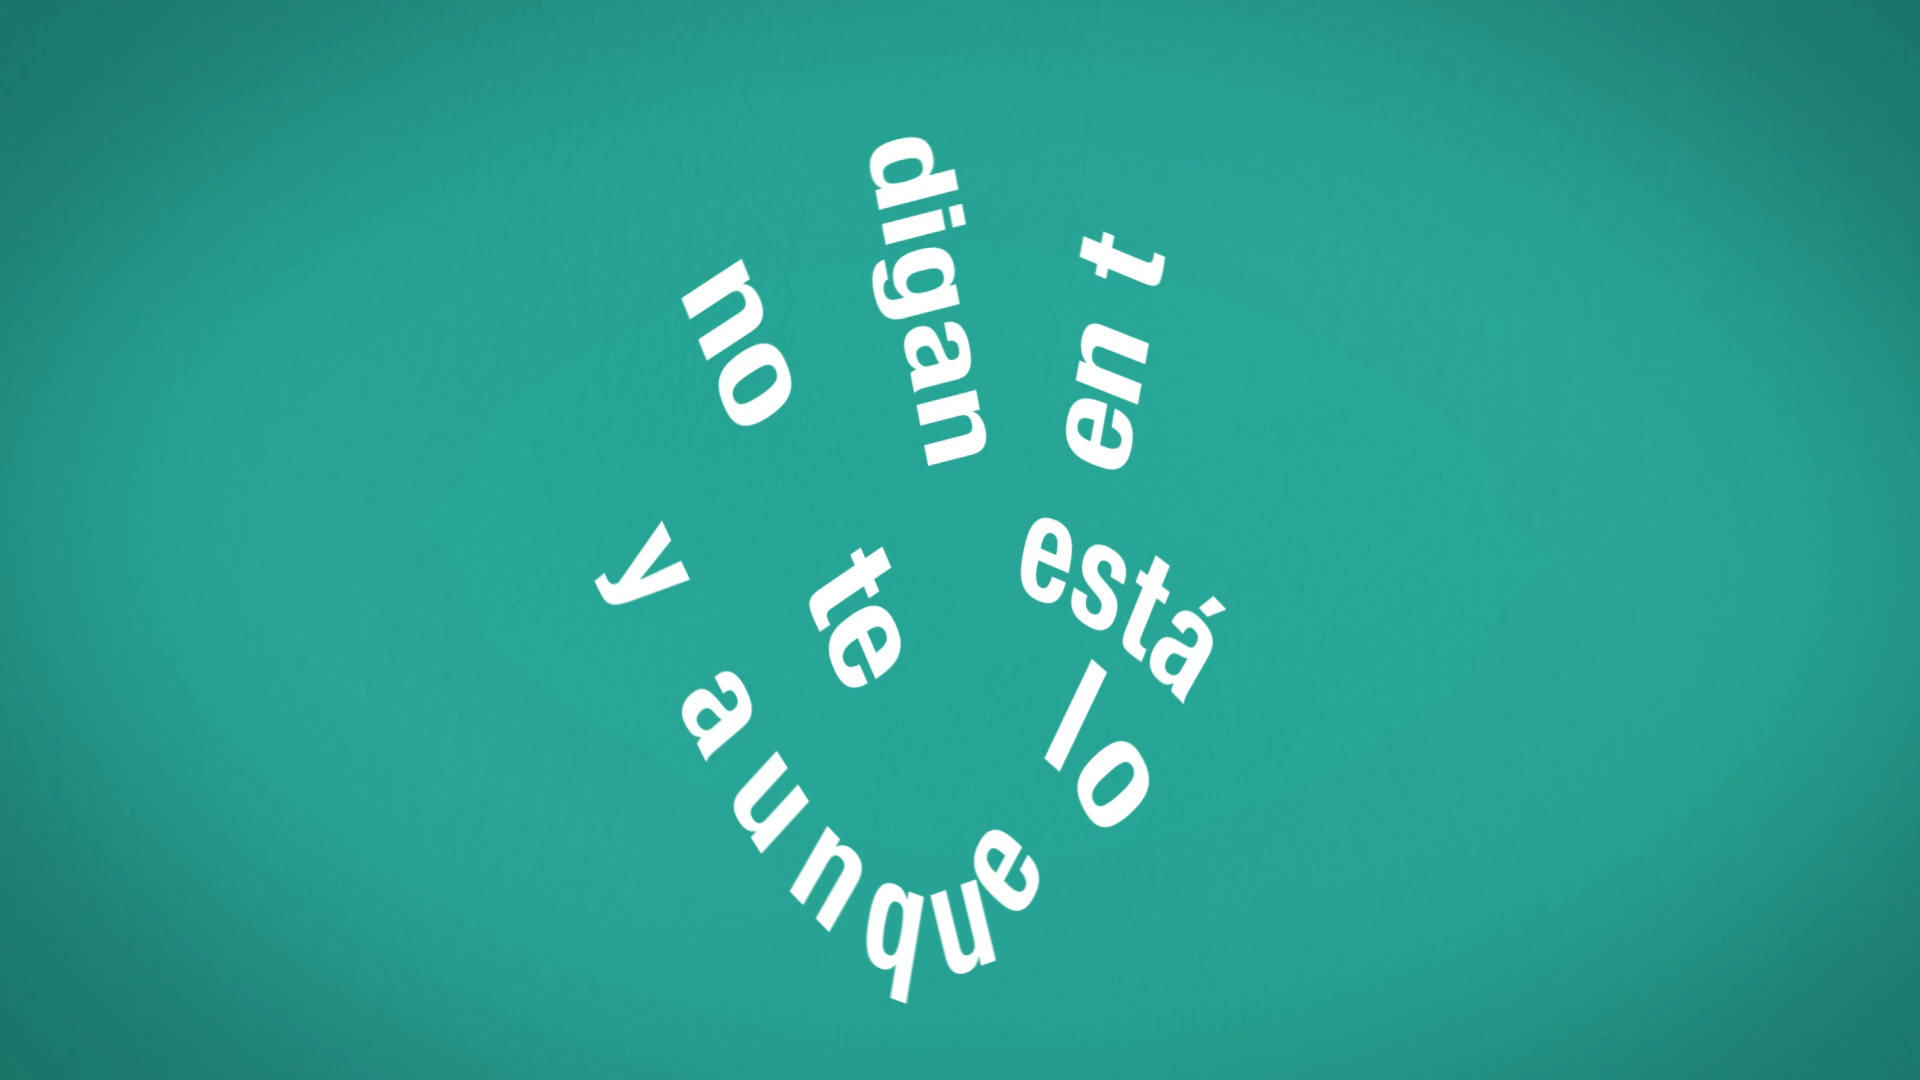 y aunque
no te
digan
lo
está
en t